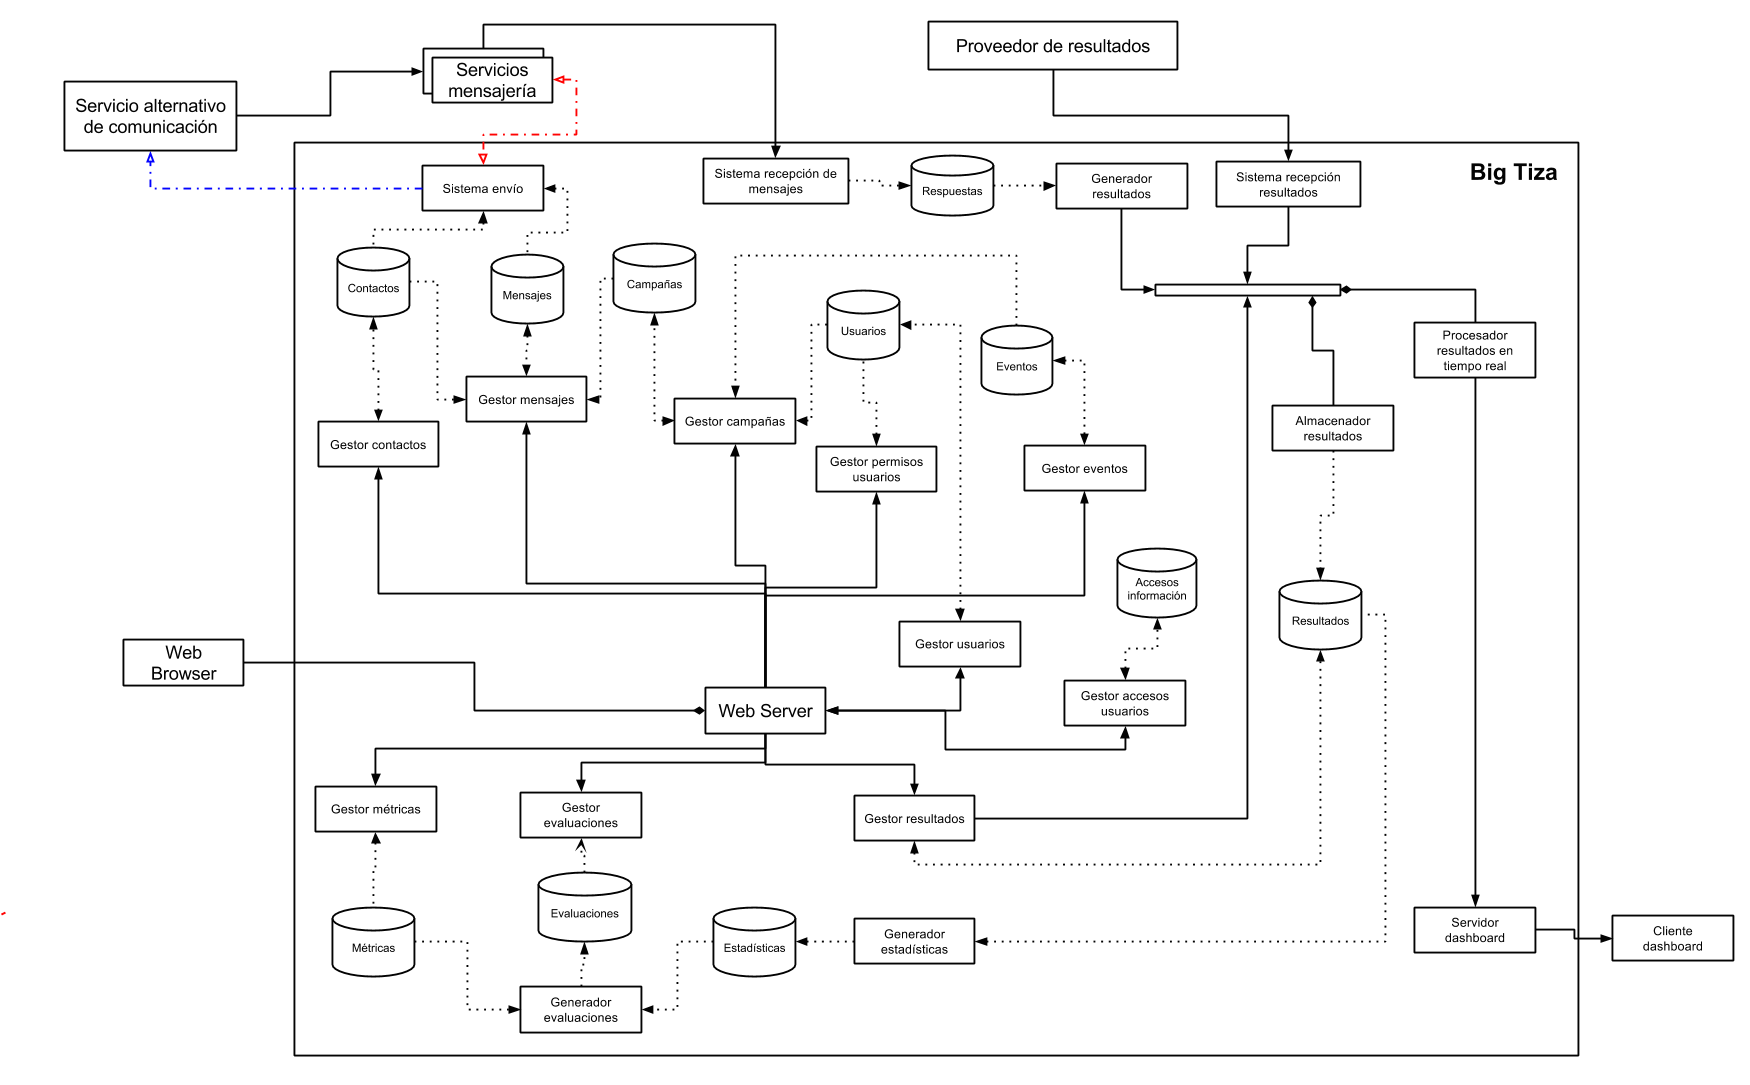 Proveedor de resultados
Servicios
mensajería
Servicio alternativo
de comunicación
Big Tiza
Sistema envío
Sistema recepción de
mensajes
Respuestas
Generador
resultados
Sistema recepción
resultados
Contactos
Mensajes
Campañas
Usuarios
Eventos
Procesador
resultados en
tiempo real
Gestor mensajes
Gestor campañas
Almacenador
resultados
Gestor contactos
Gestor permisos
usuarios
Gestor eventos
Accesos
información
Resultados
Gestor usuarios
Web
Browser
Web Server
Gestor accesos
usuarios
Gestor métricas
Gestor
evaluaciones
Gestor resultados
Evaluaciones
Métricas
Estadísticas
Generador
estadísticas
Servidor
dashboard
Cliente
dashboard
Generador
evaluaciones